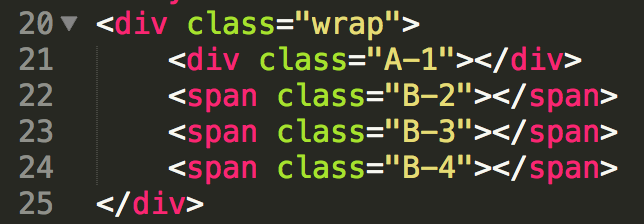 20 <div class="wrap">
21     <div class="A-1"></div>
22     <span class="B-2"></span>
23     <span class="B-3"></span>
24     <span class="B-4"></span>
25 </div>